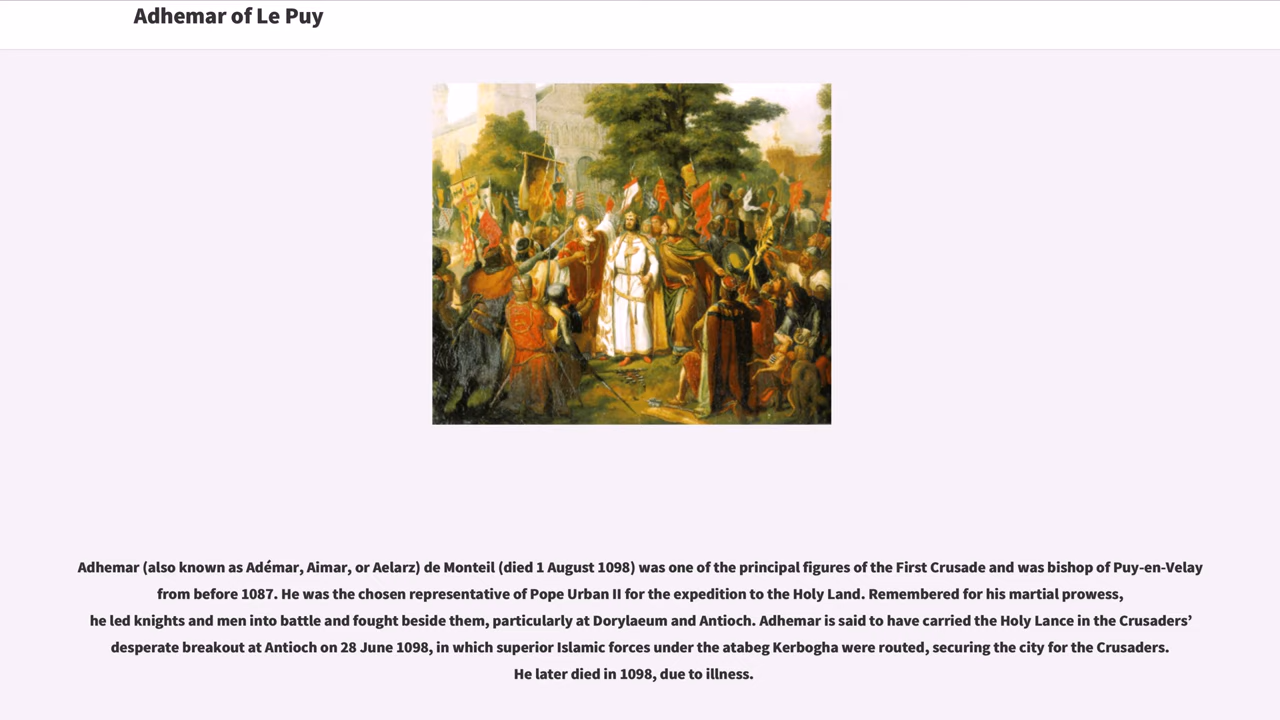 Adhemar of Le Puy
Adhemar (also known as Adémar, Aimar, or Aelarz) de Monteil (died 1 August 1098) was one of the principal figures of the First Crusade and was bishop of Puy-en-Velay
from before 1087. He was the chosen representative of Pope Urban II for the expedition to the Holy Land. Remembered for his martial prowess,
he led knights and men into battle and fought beside them, particularly at Dorylaeum and Antioch. Adhemar is said to have carried the Holy Lance in the Crusaders’
desperate breakout at Antioch on 28 June 1098, in which superior Islamic forces under the atabeg Kerbogha were routed, securing the city for the Crusaders.
He later died in 1098, due to illness.